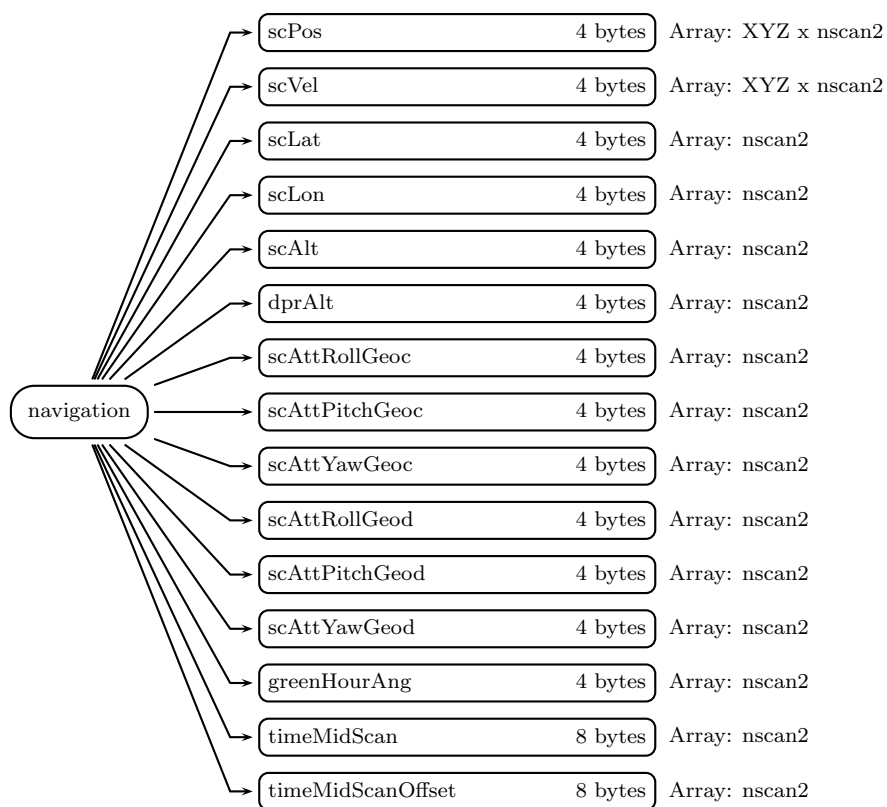 scPos 4 bytes Array: XYZ x nscan2
scVel 4 bytes Array: XYZ x nscan2
scLat 4 bytes Array: nscan2
scLon 4 bytes Array: nscan2
scAlt 4 bytes Array: nscan2
dprAlt 4 bytes Array: nscan2
scAttRollGeoc 4 bytes Array: nscan2
navigation scAttPitchGeoc 4 bytes Array: nscan2
scAttYawGeoc 4 bytes Array: nscan2
scAttRollGeod 4 bytes Array: nscan2
scAttPitchGeod 4 bytes Array: nscan2
scAttYawGeod 4 bytes Array: nscan2
greenHourAng 4 bytes Array: nscan2
timeMidScan 8 bytes Array: nscan2
timeMidScanOffset 8 bytes Array: nscan2